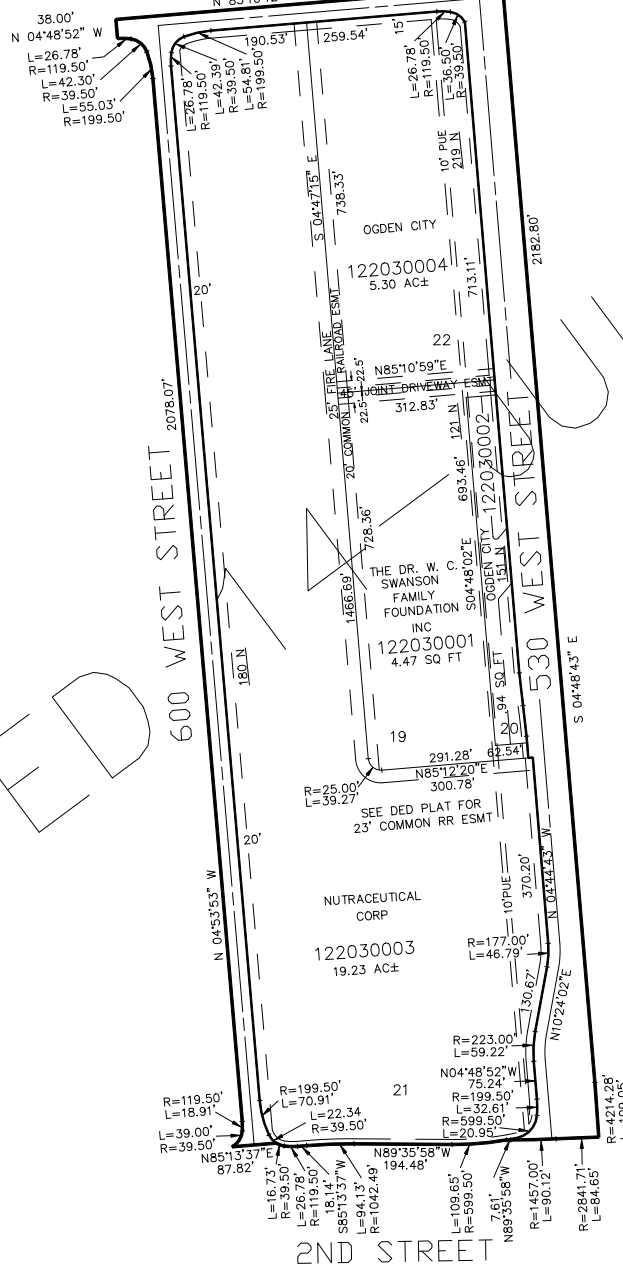 38.00'
N 04°48'52" W
L=26.78'
R=119.50'
L=42.30'
R=39.50'
L=55.03'
R=199.50'
190.53'
259.54'
15'
L=26.78'
R=119.50'
L=42.39'
R=39.50'
L=54.81'
R=199.50'
L=26.78'
R=119.50'
L=36.50'
R=39.50'
10' PUE
219 N
S 04°47'15" E
738.33'
OGDEN CITY
122030004
5.30 AC±
2182.80'
713.11'
20'
22
25' FIRE LANE
20' COMMON
RAILROAD ESMT
22.5'
22.5'
N85°10'59"E
JOINT DRIVEWAY ESMT
312.83'
121 N
2078.07'
600 WEST STREET
693.46'
S04°48'02"E
OGDEN CITY
122030002
151 N
.94 SQ FT
530 WEST STREET
S 04°48'43" E
728.36'
1466.69'
THE DR. W. C.
SWANSON
FAMILY
FOUNDATION
INC
122030001
4.47 SQ FT
180 N
19
20
291.28'
62.54'
N85°12'20"E
300.78'
R=25.00'
L=39.27'
SEE DED PLAT FOR
23' COMMON RR ESMT
ED
U
20'
N 04°53'53" W
10'PUE
370.20'
N 04°44'43" W
NUTRACEUTICAL
CORP
122030003
19.23 AC±
R=177.00'
L=46.79'
130.67'
N10°24'02"E
R=223.00'
L=59.22'
N04°48'52"W
75.24'
R=199.50'
L=32.61'
R=599.50'
L=20.95'
21
R=199.50'
L=70.91'
L=22.34
R=39.50'
R=119.50'
L=18.91'
L=39.00'
R=39.50'
N85°13'37"E
87.82'
L=16.73'
R=39.50'
L=26.78'
R=119.50'
18.14'
S85°13'37"W
L=94.13'
R=1042.49'
N89°35'58"W
194.48'
L=109.65'
R=599.50'
7.61'
N89°35'58"W
R=1457.00'
L=90.12'
R=2841.71'
L=84.65'
R=4214.28'
2ND STREET